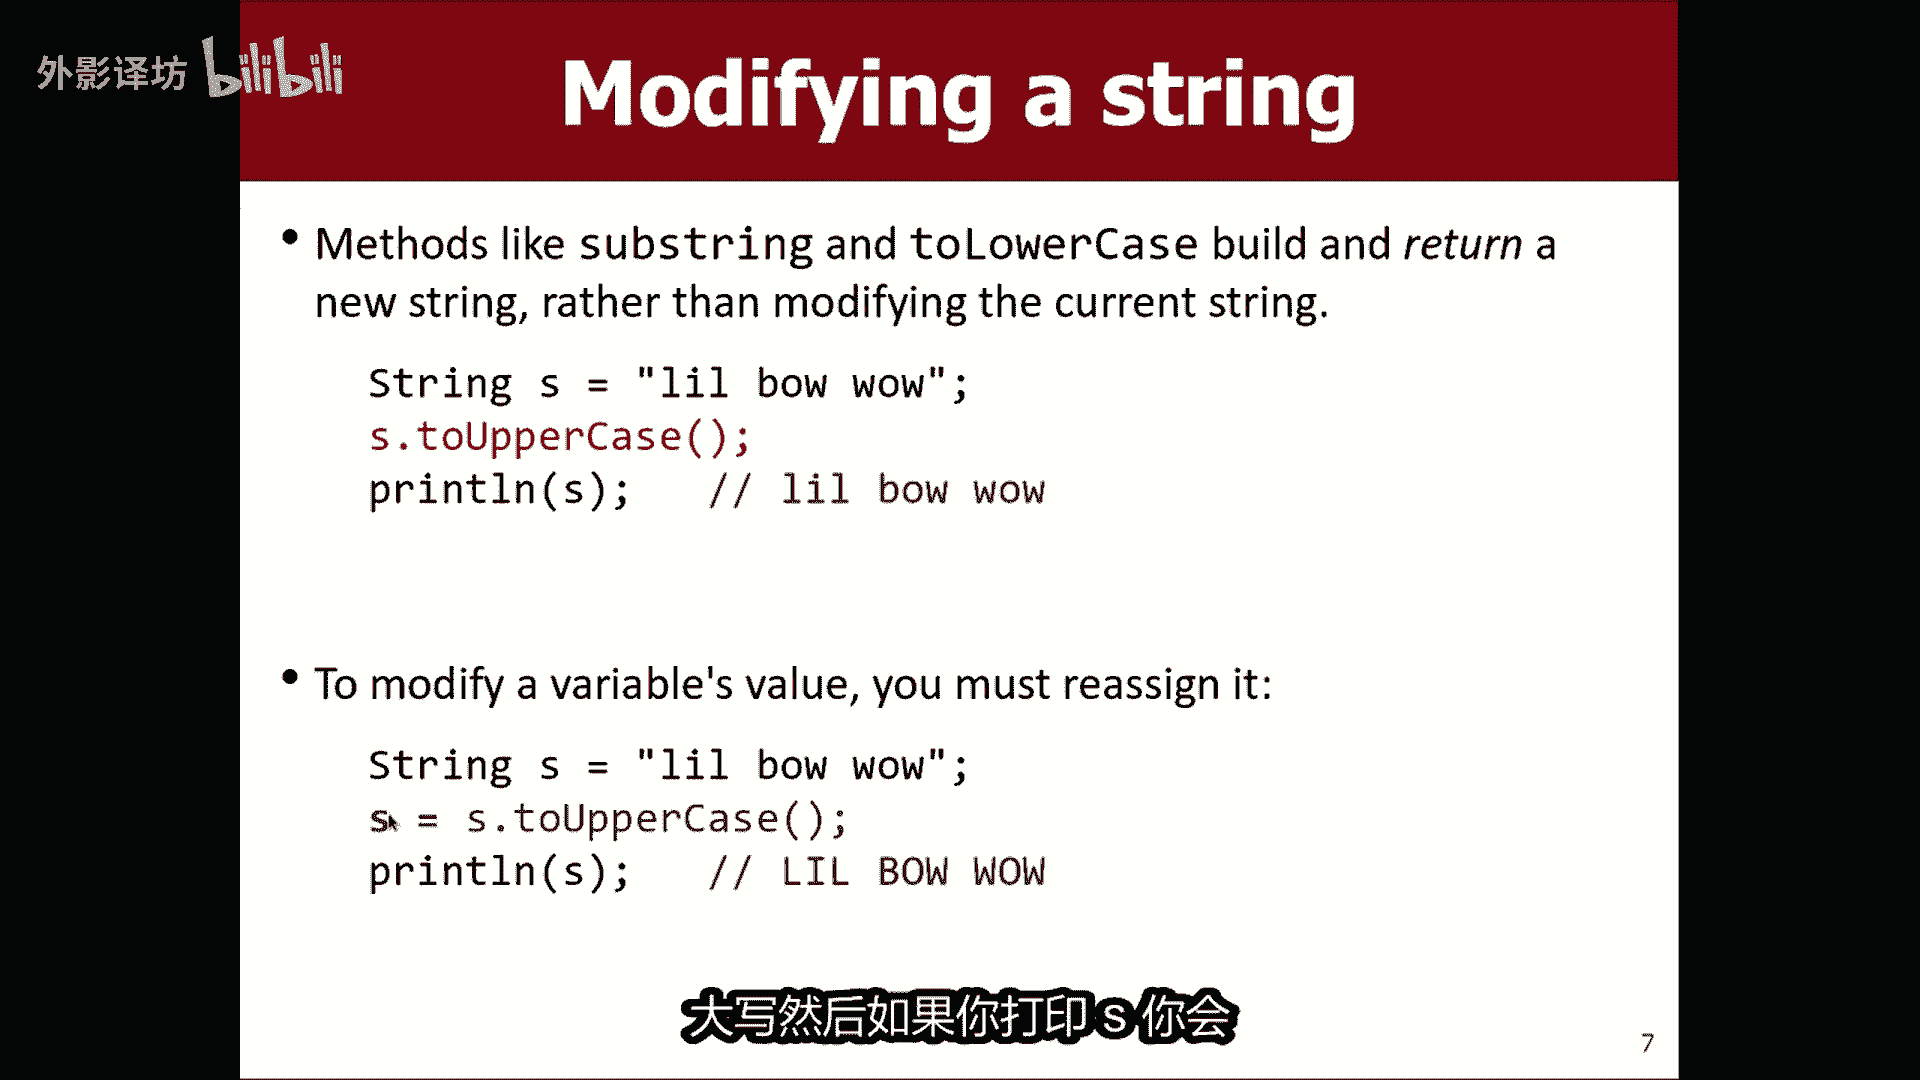 外影译坊 bilibili
Modifying a string
• Methods like substring and toLowerCase build and return a
new string, rather than modifying the current string.
String s = "lil bow wow";
s.toUpperCase();
println(s);   // lil bow wow
• To modify a variable's value, you must reassign it:
String s = "lil bow wow";
s = s.toUpperCase();
println(s);   // LIL BOW WOW
大写然后如果你打印 s 你会
7